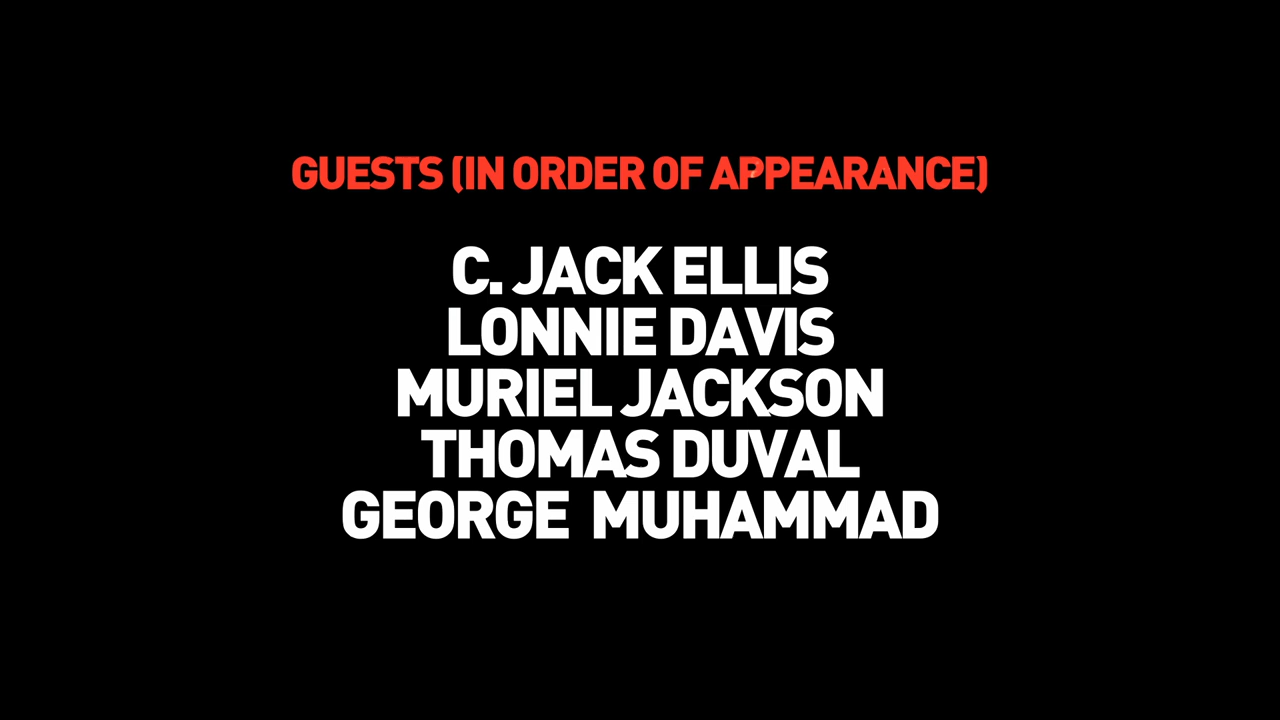 GUESTS (IN ORDER OF APPEARANCE)
C. JACK ELLIS
LONNIE DAVIS
MURIEL JACKSON
THOMAS DUVAL
GEORGE  MUHAMMAD